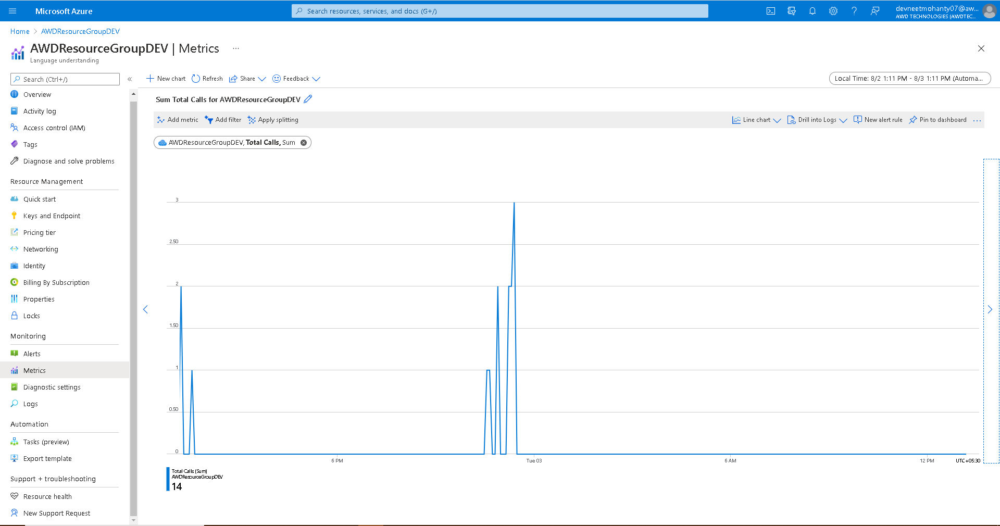 Microsoft Azure
Search resources, services, and docs (G+/)
devneetmohanty07@aw...
AWD TECHNOLOGIES (AWDTEC...
Home > AWDResourceGroupDEV
AWDResourceGroupDEV | Metrics ...
Language understanding
Search (Ctrl+/)
Overview
Activity log
Access control (IAM)
Tags
Diagnose and solve problems
Resource Management
Quick start
Keys and Endpoint
Pricing tier
Networking
Identity
Billing By Subscription
Properties
Locks
Monitoring
Alerts
Metrics
Diagnostic settings
Logs
Automation
Tasks (preview)
Export template
Support + troubleshooting
Resource health
New Support Request
New chart Refresh Share Feedback
Local Time: 8/2 1:11 PM - 8/3 1:11 PM (Automa...
Sum Total Calls for AWDResourceGroupDEV
Add metric Add filter Apply splitting
Line chart Drill into Logs New alert rule Pin to dashboard ...
AWDResourceGroupDEV, Total Calls, Sum
3
2.50
2
1.50
1
0.50
0
6 PM Tue 03 6 AM 12 PM UTC+05:30
Total Calls (Sum)
AWDResourceGroupDEV
14